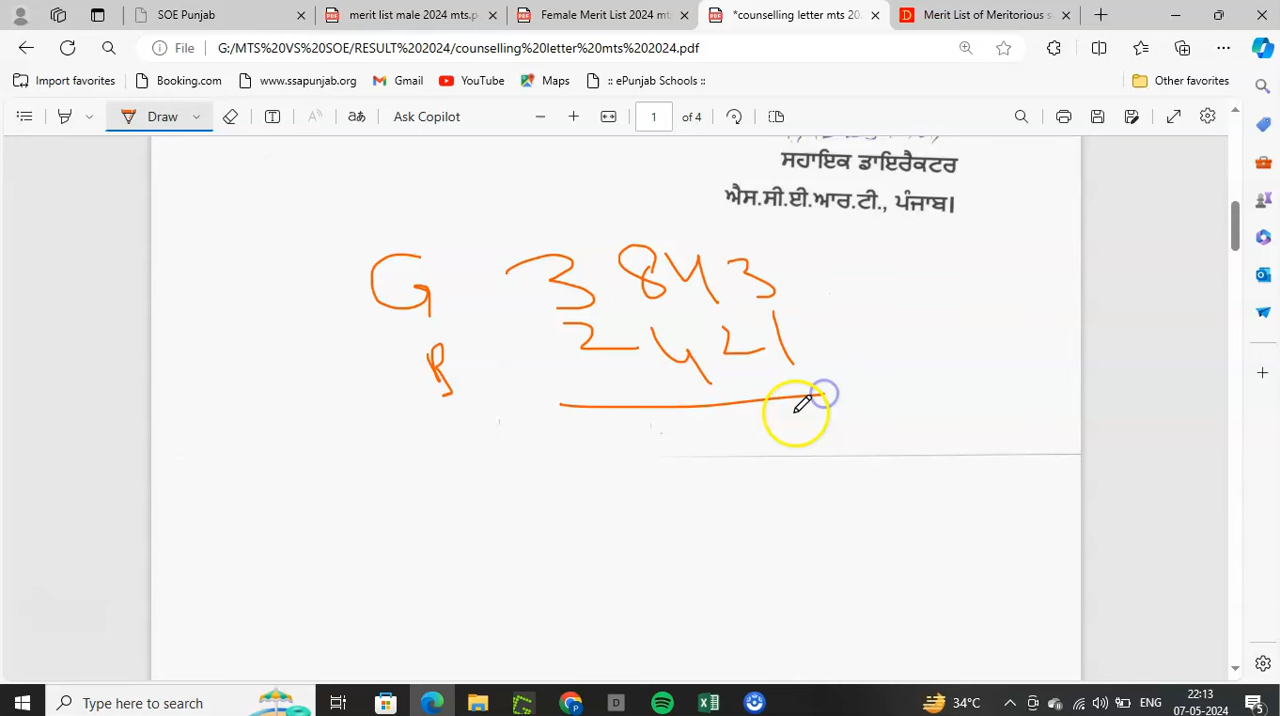 SOE Punjab
merit list male 2024 mts.p
Female Merit List 2024 mt
*counselling letter mts 20
Merit List of Meritorious s
File
G:/MTS%20VS%20SOE/RESULT%202024/counselling%20letter%20mts%202024.pdf
Import favorites
Booking.com
www.ssapunjab.org
Gmail
YouTube
Maps
:: ePunjab Schools ::
Other favorites
Draw
Ask Copilot
1 of 4
ਸਹਾਇਕ ਡਾਇਰੈਕਟਰ
ਐਸ.ਸੀ.ਈ.ਆਰ.ਟੀ., ਪੰਜਾਬ।
G 3843
B 2421
Type here to search
34°C
ENG
22:13
07-05-2024
5